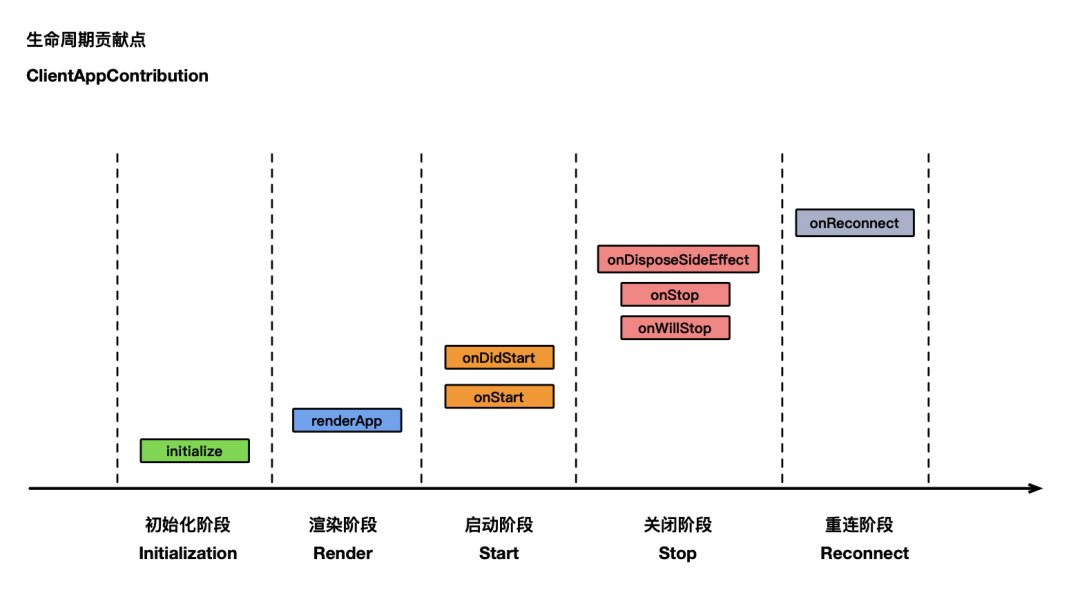 生命周期贡献点
ClientAppContribution
onReconnect
onDisposeSideEffect
onStop
onWillStop
onDidStart
onStart
renderApp
initialize
初始化阶段 渲染阶段 启动阶段 关闭阶段 重连阶段
Initialization Render Start Stop Reconnect